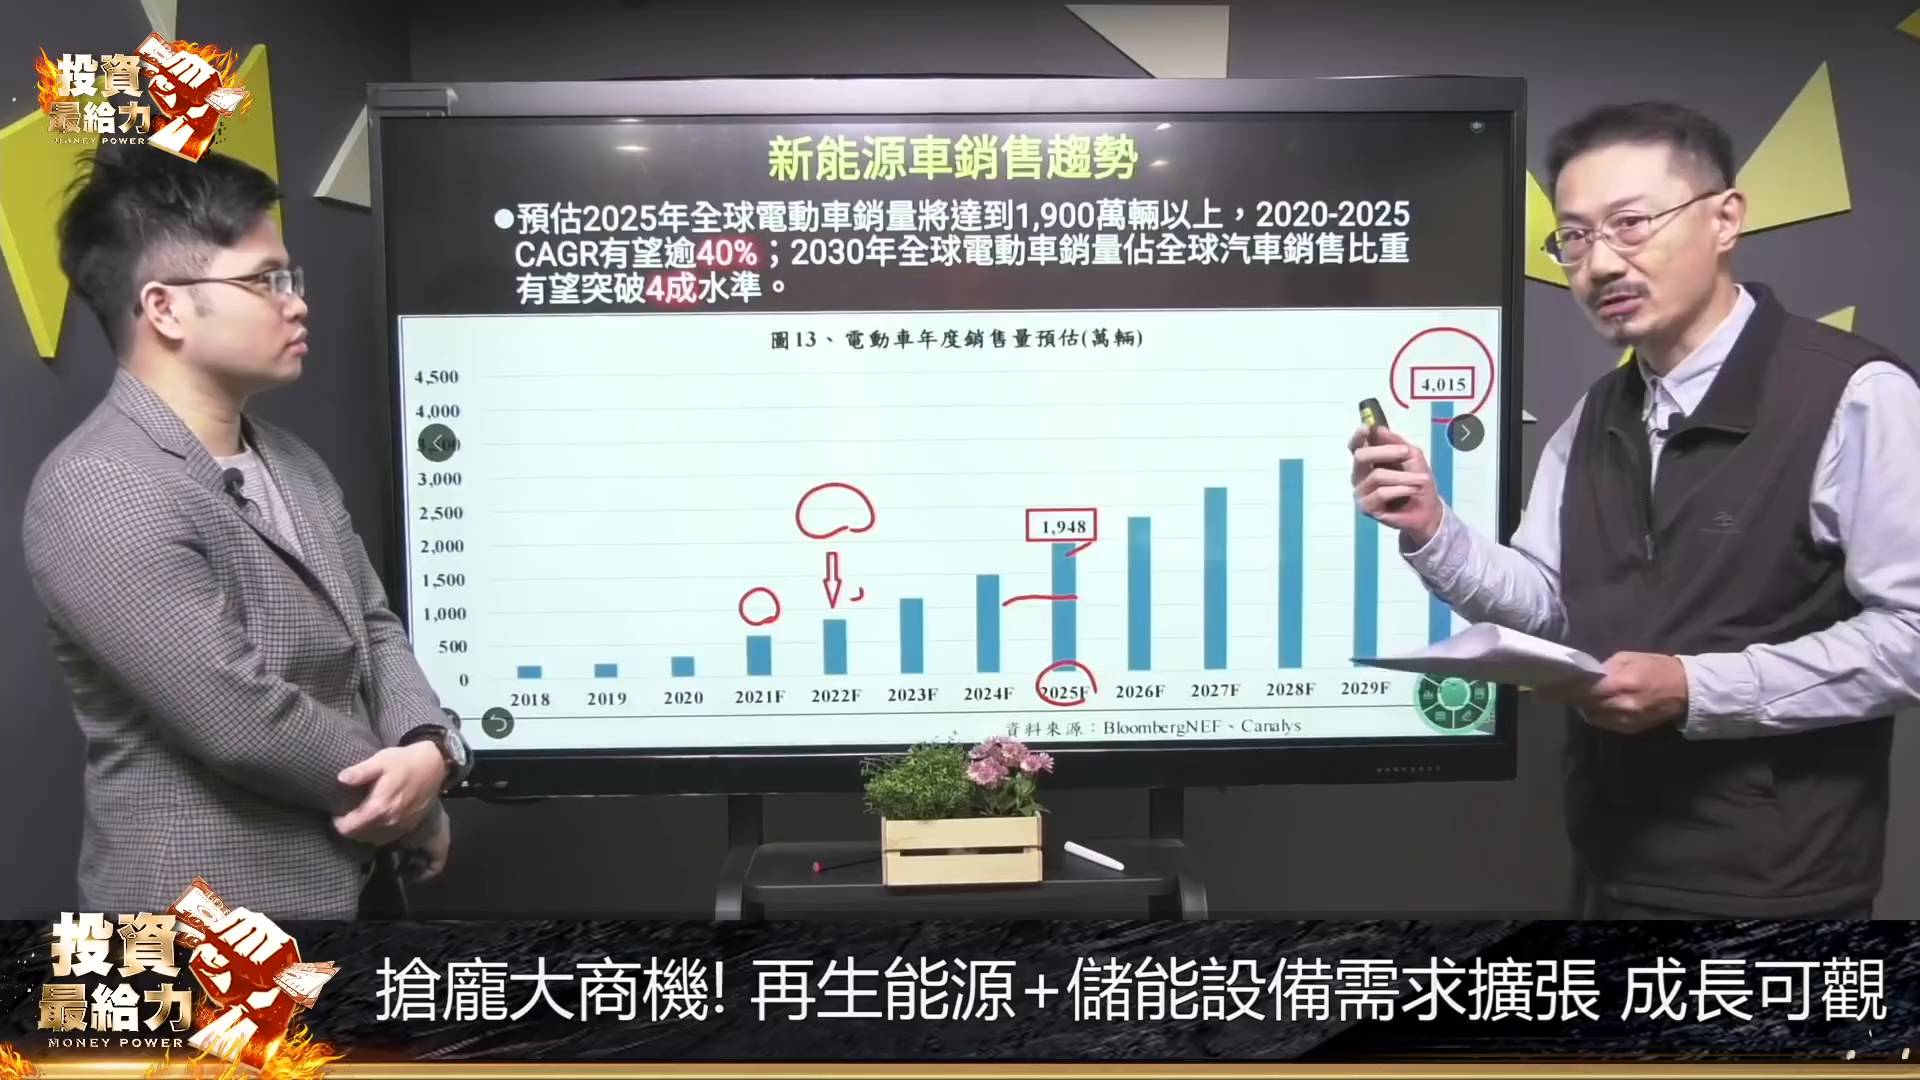 投資
最給力
MONEY POWER
新能源車銷售趨勢
●預估2025年全球電動車銷量將達到1,900萬輛以上，2020-2025
CAGR有望逾40%；2030年全球電動車銷量佔全球汽車銷售比重
有望突破4成水準。
圖13、電動車年度銷售量預估(萬輛)
4,500
4,000
3,000
2,500
2,000
1,500
1,000
500
0
1,948
4,015
2018
2019
2020
2021F
2022F
2023F
2024F
2025F
2026F
2027F
2028F
2029F
資料來源：BloombergNEF、Canalys
投資
最給力
MONEY POWER
搶龐大商機! 再生能源+儲能設備需求擴張 成長可觀